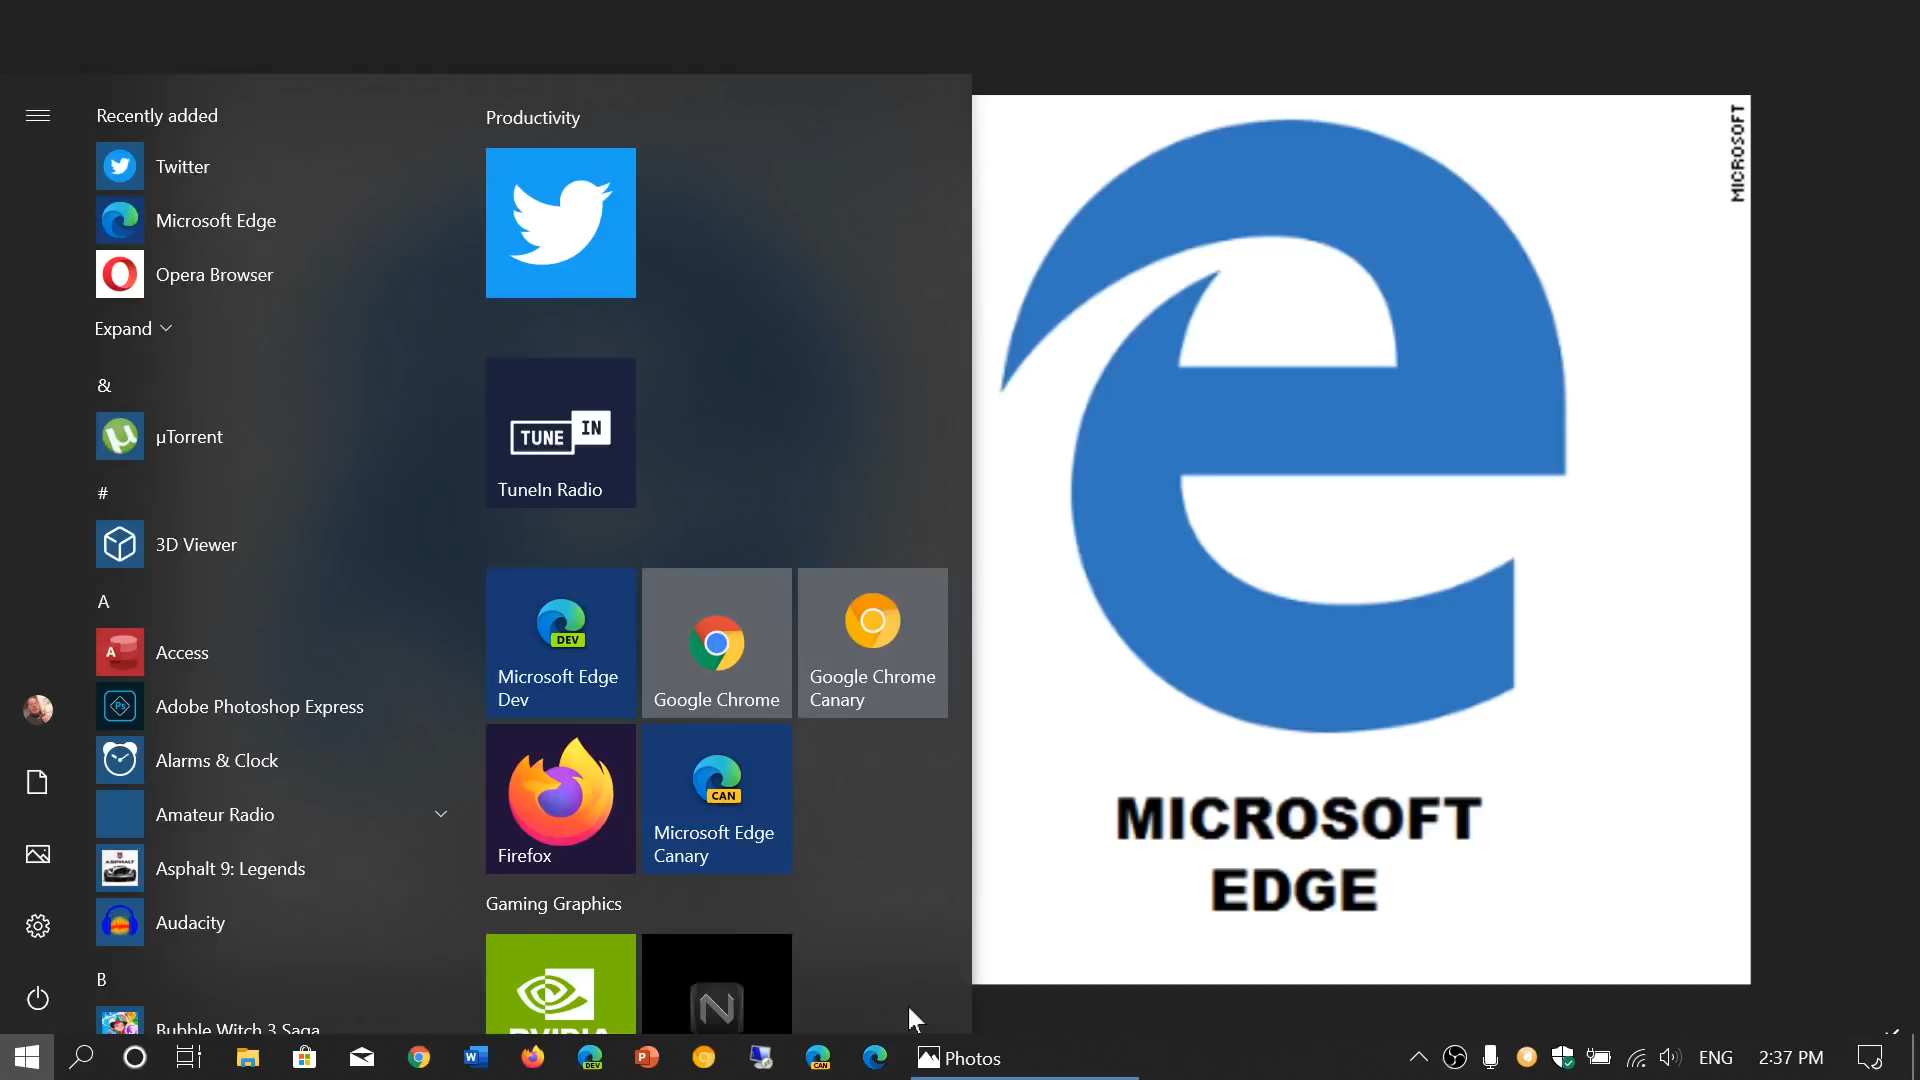 Recently added
Twitter
Microsoft Edge
Opera Browser
Expand
&
µTorrent
#
3D Viewer
A
Access
Adobe Photoshop Express
Alarms & Clock
Amateur Radio
Asphalt 9: Legends
Audacity
B
Bubble Witch 3 Saga
Productivity
TUNE IN
TuneIn Radio
DEV
Microsoft Edge
Dev
Google Chrome
Google Chrome
Canary
Firefox
CAN
Microsoft Edge
Canary
Gaming Graphics
NVIDIA
N
MICROSOFT
MICROSOFT
EDGE
Photos
ENG
2:37 PM